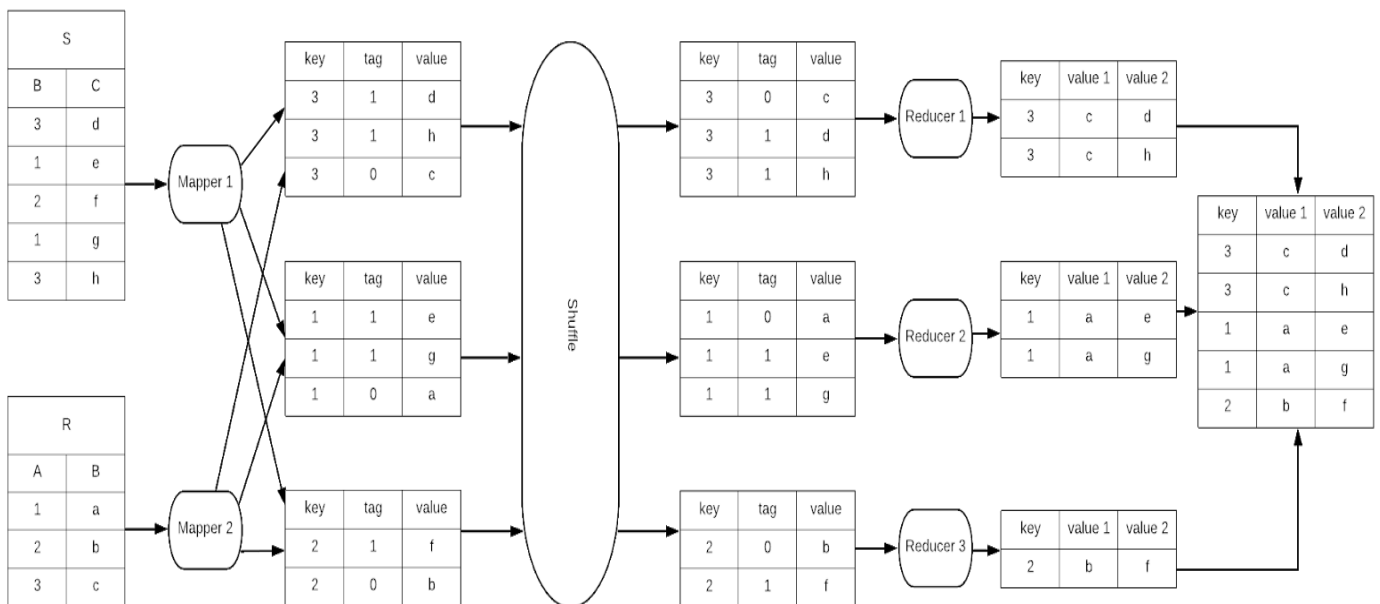 S
B C
3 d
1 e
2 f
1 g
3 h
R
A B
1 a
2 b
3 c
Mapper 1
Mapper 2
key tag value
3 1 d
3 1 h
3 0 c
key tag value
1 1 e
1 1 g
1 0 a
key tag value
2 1 f
2 0 b
Shuffle
key tag value
3 0 c
3 1 d
3 1 h
key tag value
1 0 a
1 1 e
1 1 g
key tag value
2 0 b
2 1 f
Reducer 1
Reducer 2
Reducer 3
key value 1 value 2
3 c d
3 c h
key value 1 value 2
1 a e
1 a g
key value 1 value 2
2 b f
key value 1 value 2
3 c d
3 c h
1 a e
1 a g
2 b f